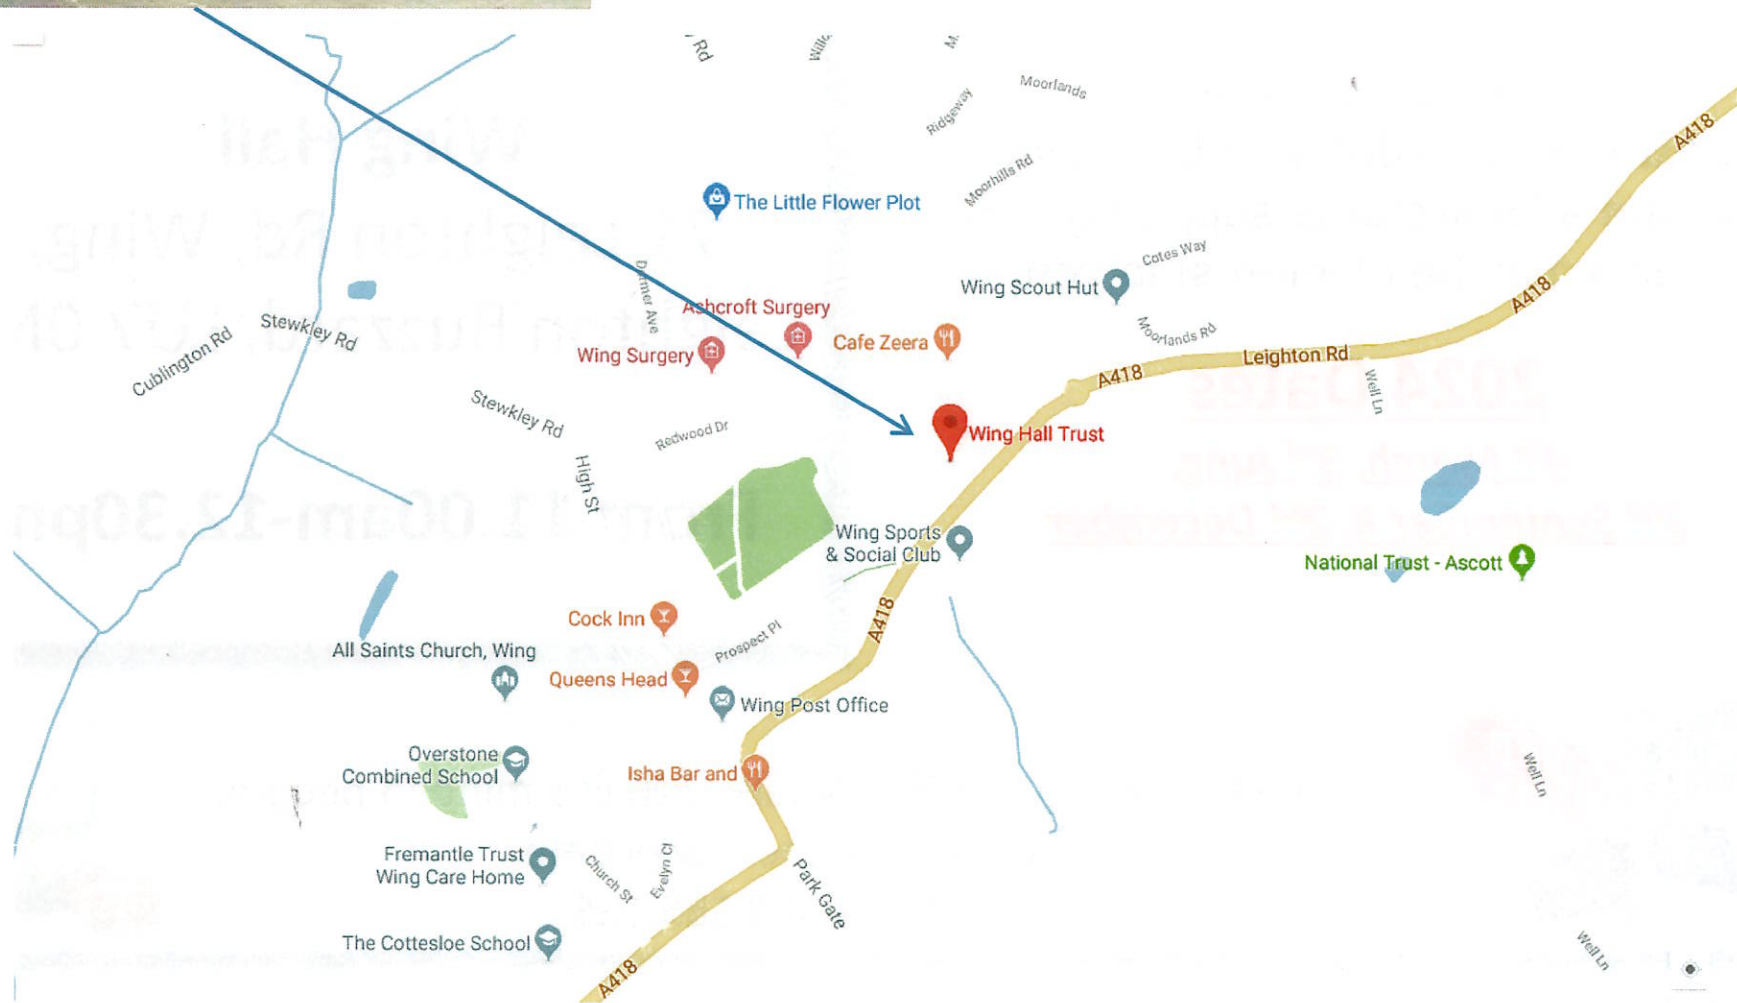 Rd
Moorlands
Ridgeway
A418
Moorhills Rd
The Little Flower Plot
Cotes Way
Wing Scout Hut
A418
Ashcroft Surgery
Moorlands Rd
Stewkley Rd
Cublington Rd
Wing Surgery
Cafe Zeera
Leighton Rd
A418
Well Ln
Stewkley Rd
Redwood Dr
Wing Hall Trust
High St
Wing Sports
& Social Club
National Trust - Ascott
Cock Inn
A418
Prospect Pl
All Saints Church, Wing
Queens Head
Wing Post Office
Overstone
Combined School
Isha Bar and
Well Ln
Fremantle Trust
Wing Care Home
Church St
Evelyn Cl
Park Gate
The Cottesloe School
Well Ln
A418